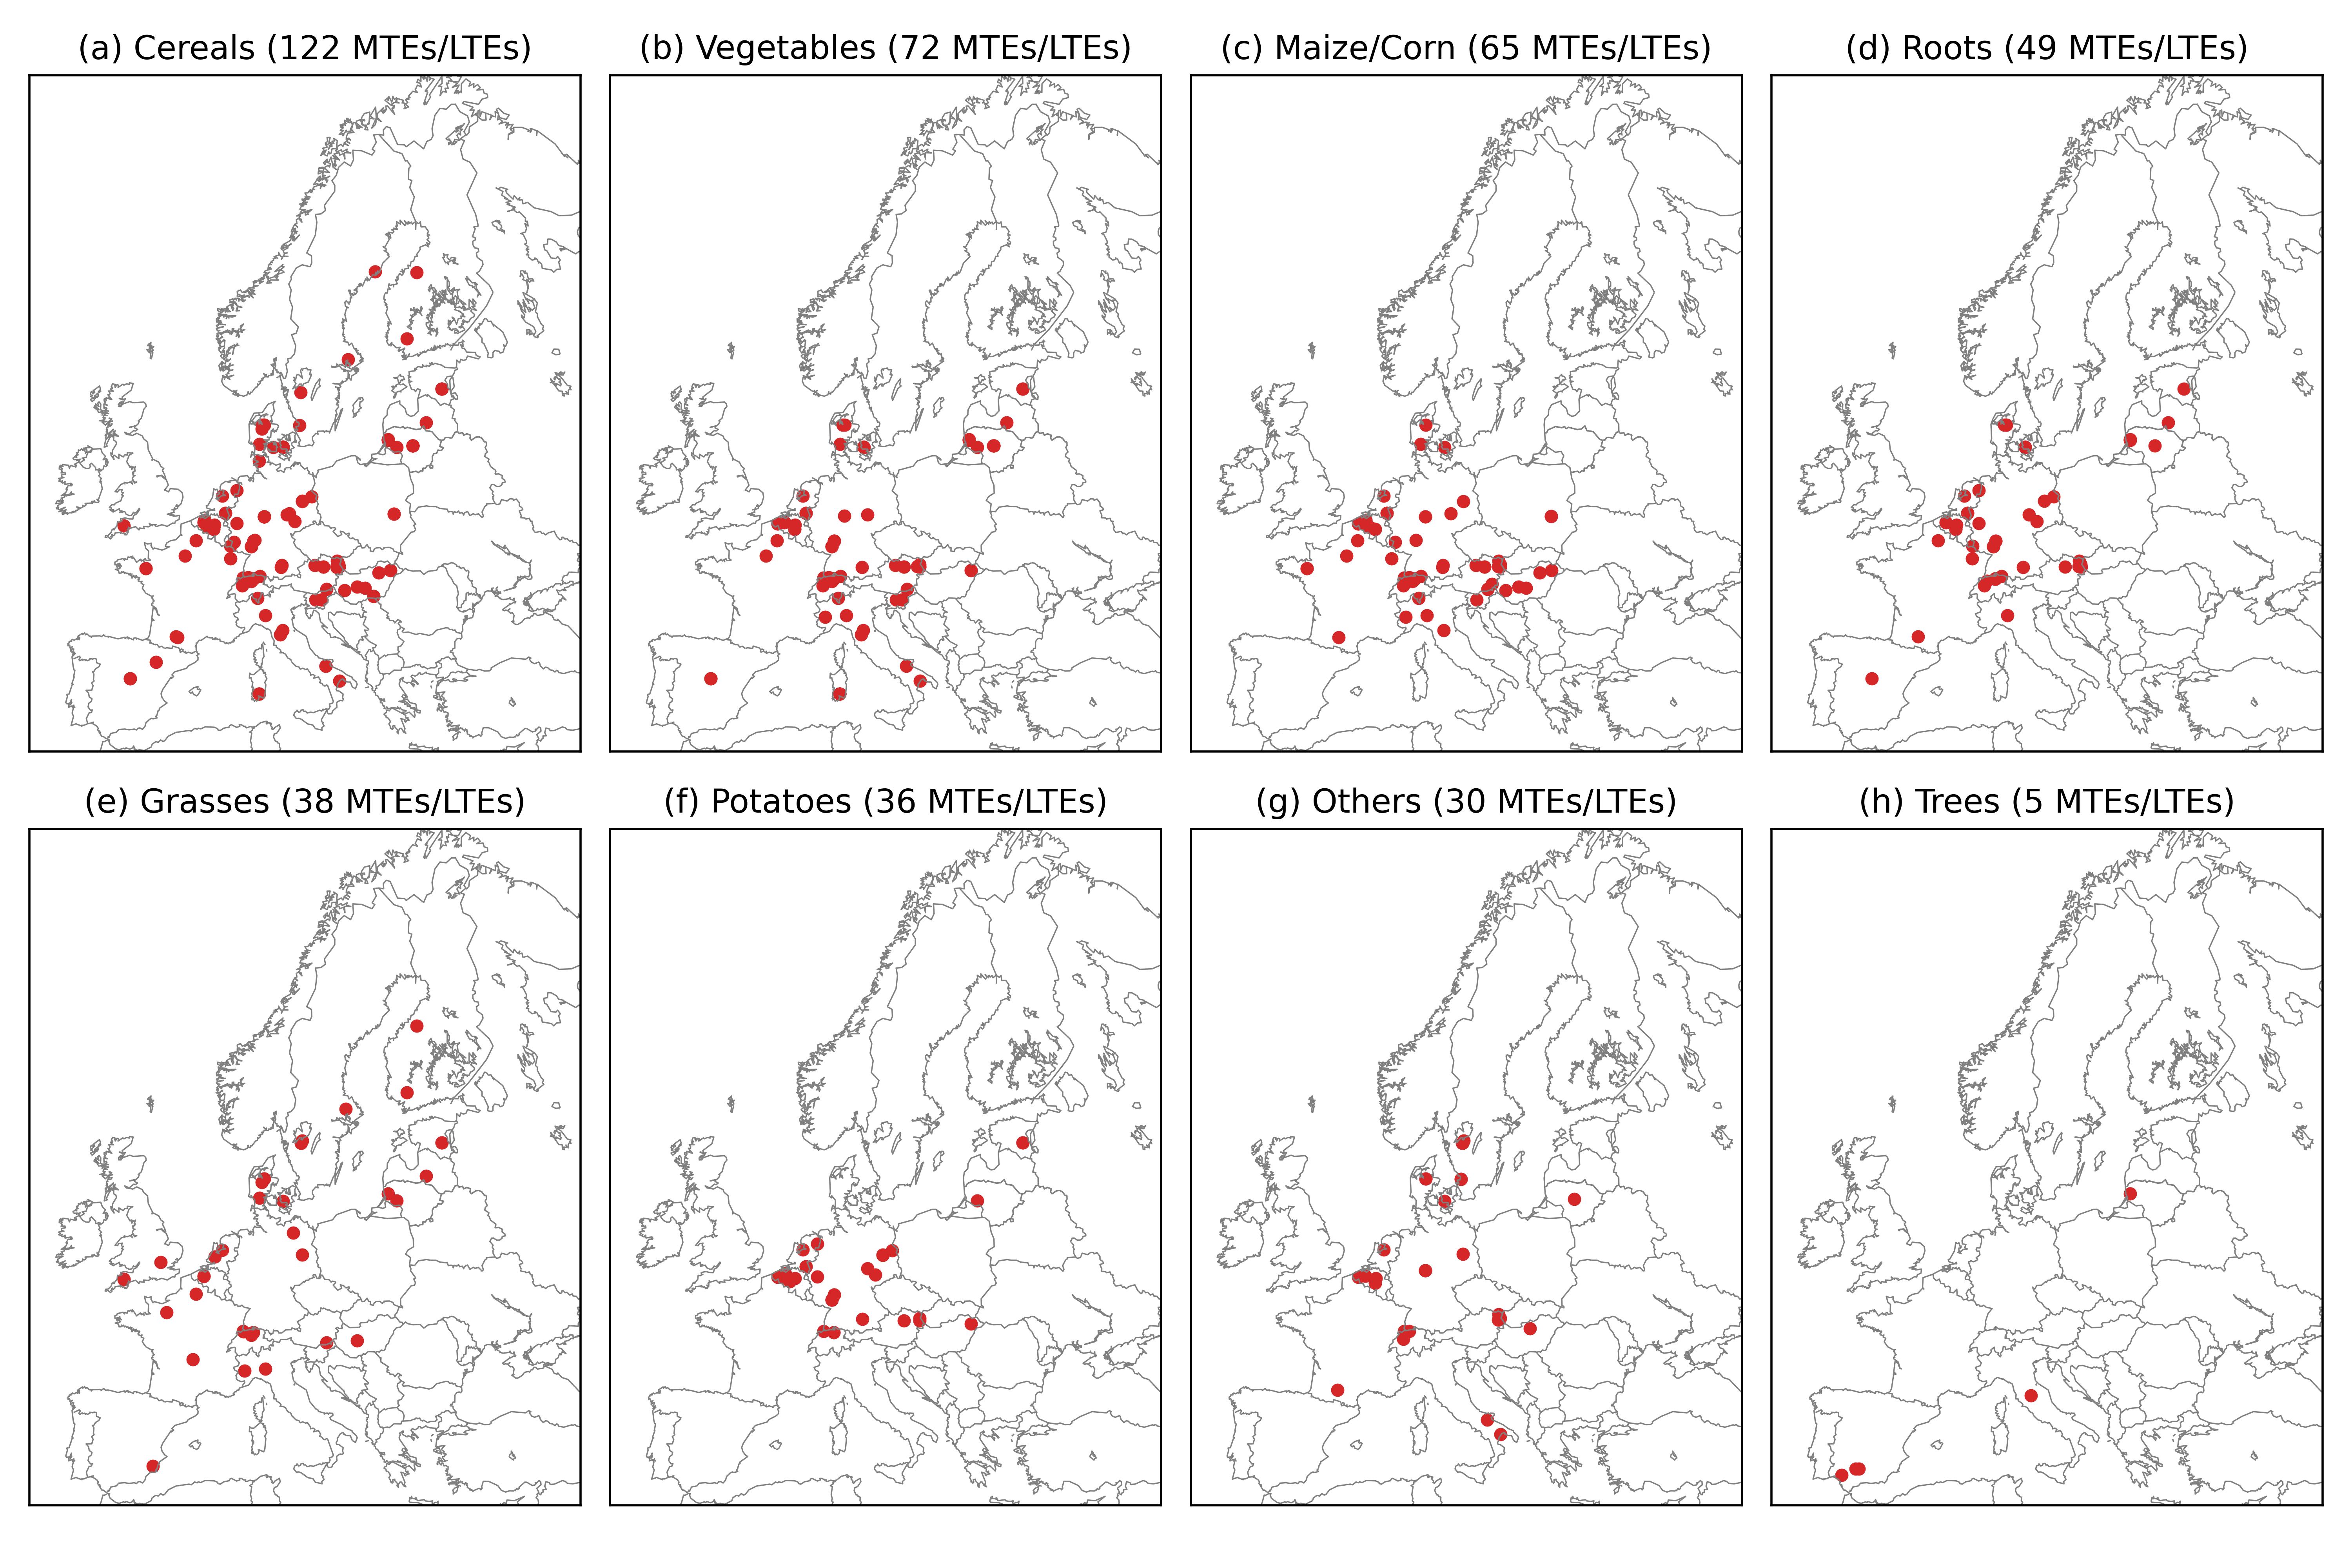 (a) Cereals (122 MTEs/LTEs)
(b) Vegetables (72 MTEs/LTEs)
(c) Maize/Corn (65 MTEs/LTEs)
(d) Roots (49 MTEs/LTEs)
(e) Grasses (38 MTEs/LTEs)
(f) Potatoes (36 MTEs/LTEs)
(g) Others (30 MTEs/LTEs)
(h) Trees (5 MTEs/LTEs)